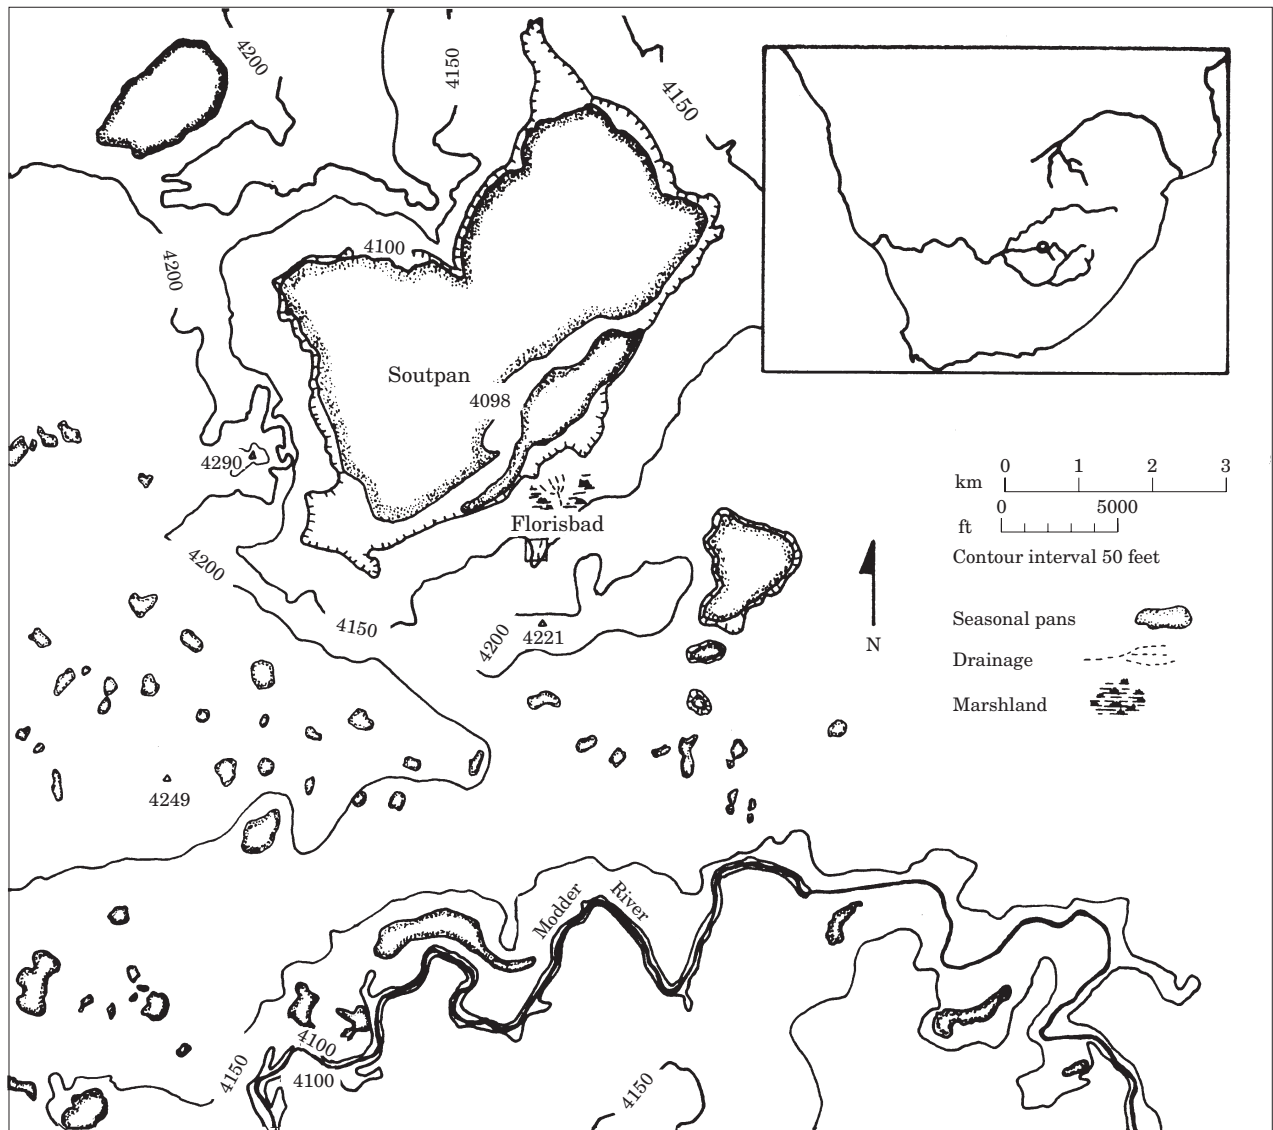 4200
4150
4150
4200
4100
Soutpan
4098
4290
Florisbad
4200
4150
4200
4221
4249
Modder River
4100
4150
4100
4150
0 1 2 3
km
0 5000
ft
Contour interval 50 feet
N
Seasonal pans
Drainage
Marshland